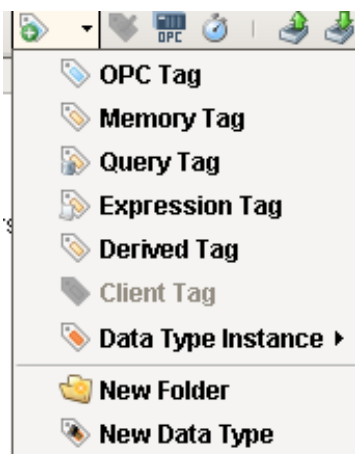 OPC
OPC Tag
Memory Tag
Query Tag
Expression Tag
Derived Tag
Client Tag
Data Type Instance
New Folder
New Data Type